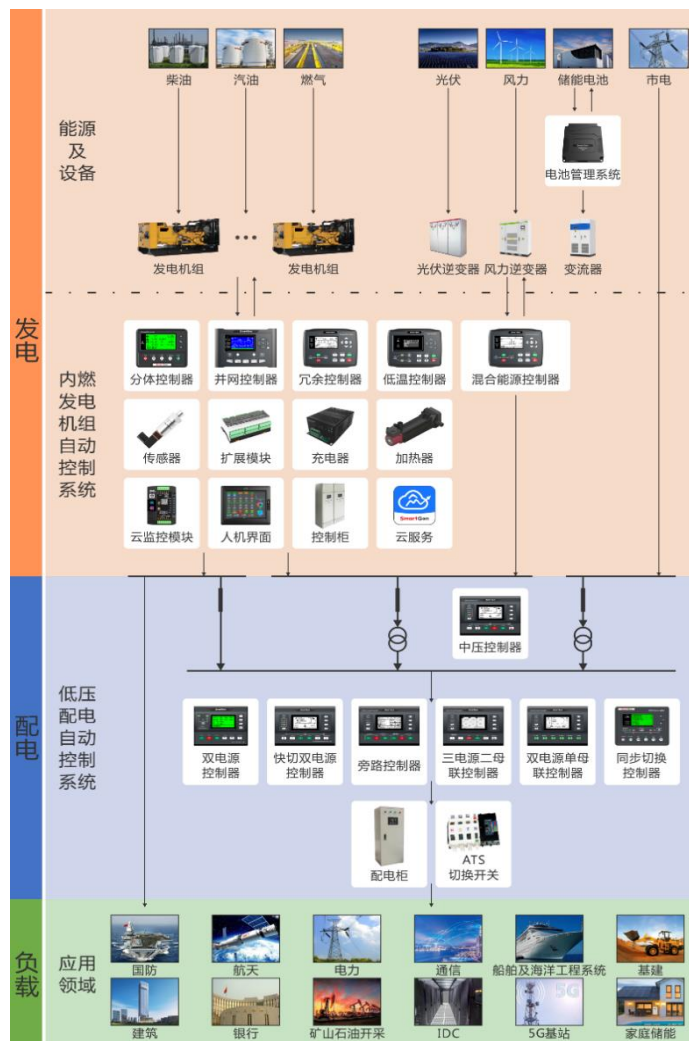 柴油
汽油
燃气
光伏
风力
储能电池
市电
能源
及
设备
电池管理系统
发电机组
发电机组
光伏逆变器
风力逆变器
变流器
发电
内燃
发电
机组
自动
控制
系统
分体控制器
并网控制器
冗余控制器
低温控制器
混合能源控制器
传感器
扩展模块
充电器
加热器
SmartGen
云监控模块
人机界面
控制柜
云服务
中压控制器
配电
低压
配电
自动
控制
系统
双电源
控制器
快切双电源
控制器
旁路控制器
三电源二母
联控制器
双电源单母
联控制器
同步切换
控制器
配电柜
ATS
切换开关
负载
应用
领域
国防
航天
电力
通信
船舶及海洋工程系统
基建
5G
建筑
银行
矿山石油开采
IDC
5G基站
家庭储能